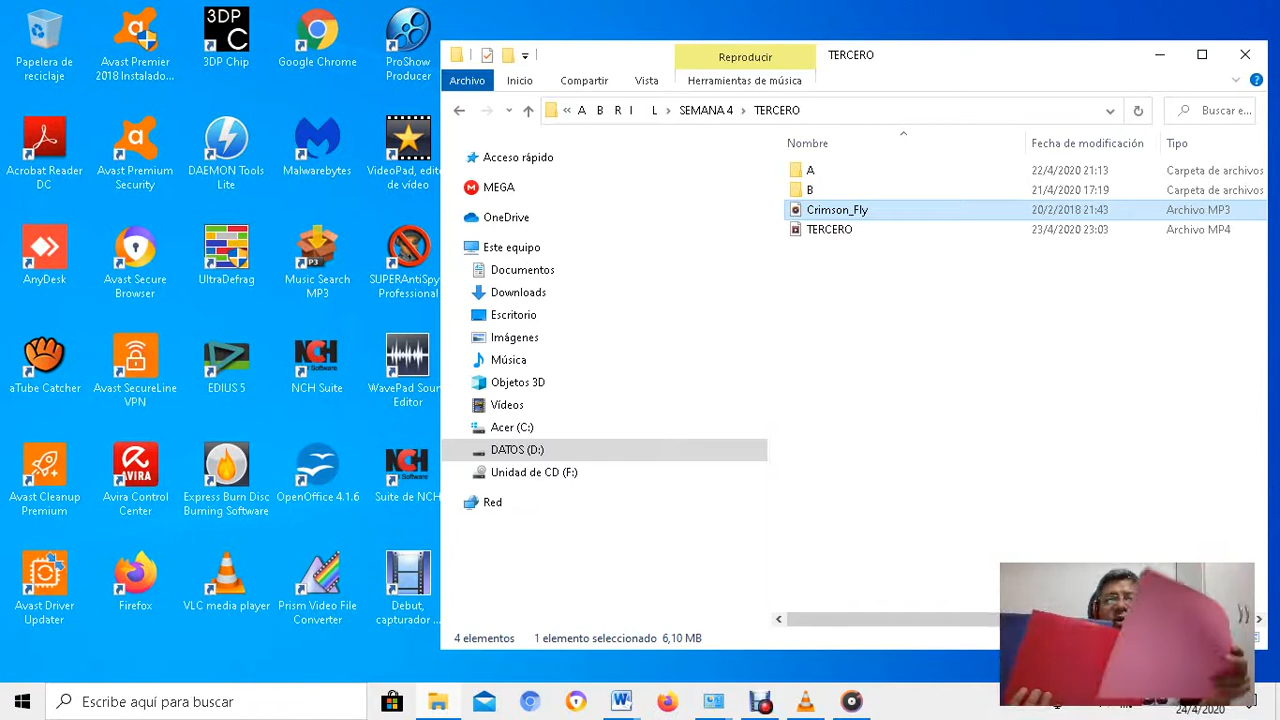 Papelera de
reciclaje
Avast Premier
2018 Instalado...
3DP
C
3DP Chip
Google Chrome
ProShow
Producer
Acrobat Reader
DC
Avast Premium
Security
DAEMON Tools
Lite
Malwarebytes
VideoPad, edito
de vídeo
AnyDesk
Avast Secure
Browser
UltraDefrag
Music Search
MP3
SUPERAntiSpy
Professional
aTube Catcher
Avast SecureLine
VPN
EDIUS 5
NCH
NCH Suite
WavePad Soun
Editor
Avast Cleanup
Premium
Avira Control
Center
Express Burn Disc
Burning Software
OpenOffice 4.1.6
NCH
Suite de NCH
Avast Driver
Updater
Firefox
VLC media player
Prism Video File
Converter
Debut,
capturador ...
Reproducir
TERCERO
Archivo
Inicio
Compartir
Vista
Herramientas de música
« A B R I L > SEMANA 4 > TERCERO
Buscar e...
Nombre
Fecha de modificación
Tipo
A
22/4/2020 21:13
Carpeta de archivos
B
21/4/2020 17:19
Carpeta de archivos
Crimson_Fly
20/2/2018 21:43
Archivo MP3
TERCERO
23/4/2020 23:03
Archivo MP4
Acceso rápido
MEGA
OneDrive
Este equipo
Documentos
Downloads
Escritorio
Imágenes
Música
Objetos 3D
Vídeos
Acer (C:)
DATOS (D:)
Unidad de CD (F:)
Red
4 elementos
1 elemento seleccionado 6,10 MB
Escribe aquí para buscar
24/4/2020